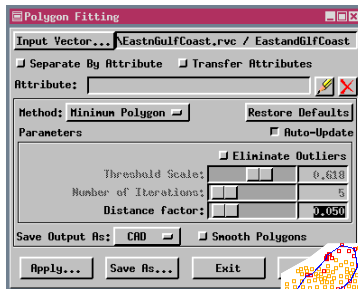 Polygon Fitting
Input Vector... \EastnGulfCoast.rvc / EastandGlfCoast
Separate By Attribute Transfer Attributes
Attribute:
Method: Minimum Polygon Restore Defaults
Parameters Auto-Update
Eliminate Outliers
Threshold Scale: 0.618
Number of Iterations: 5
Distance factor: 0.050
Save Output As: CAD Smooth Polygons
Apply... Save As... Exit